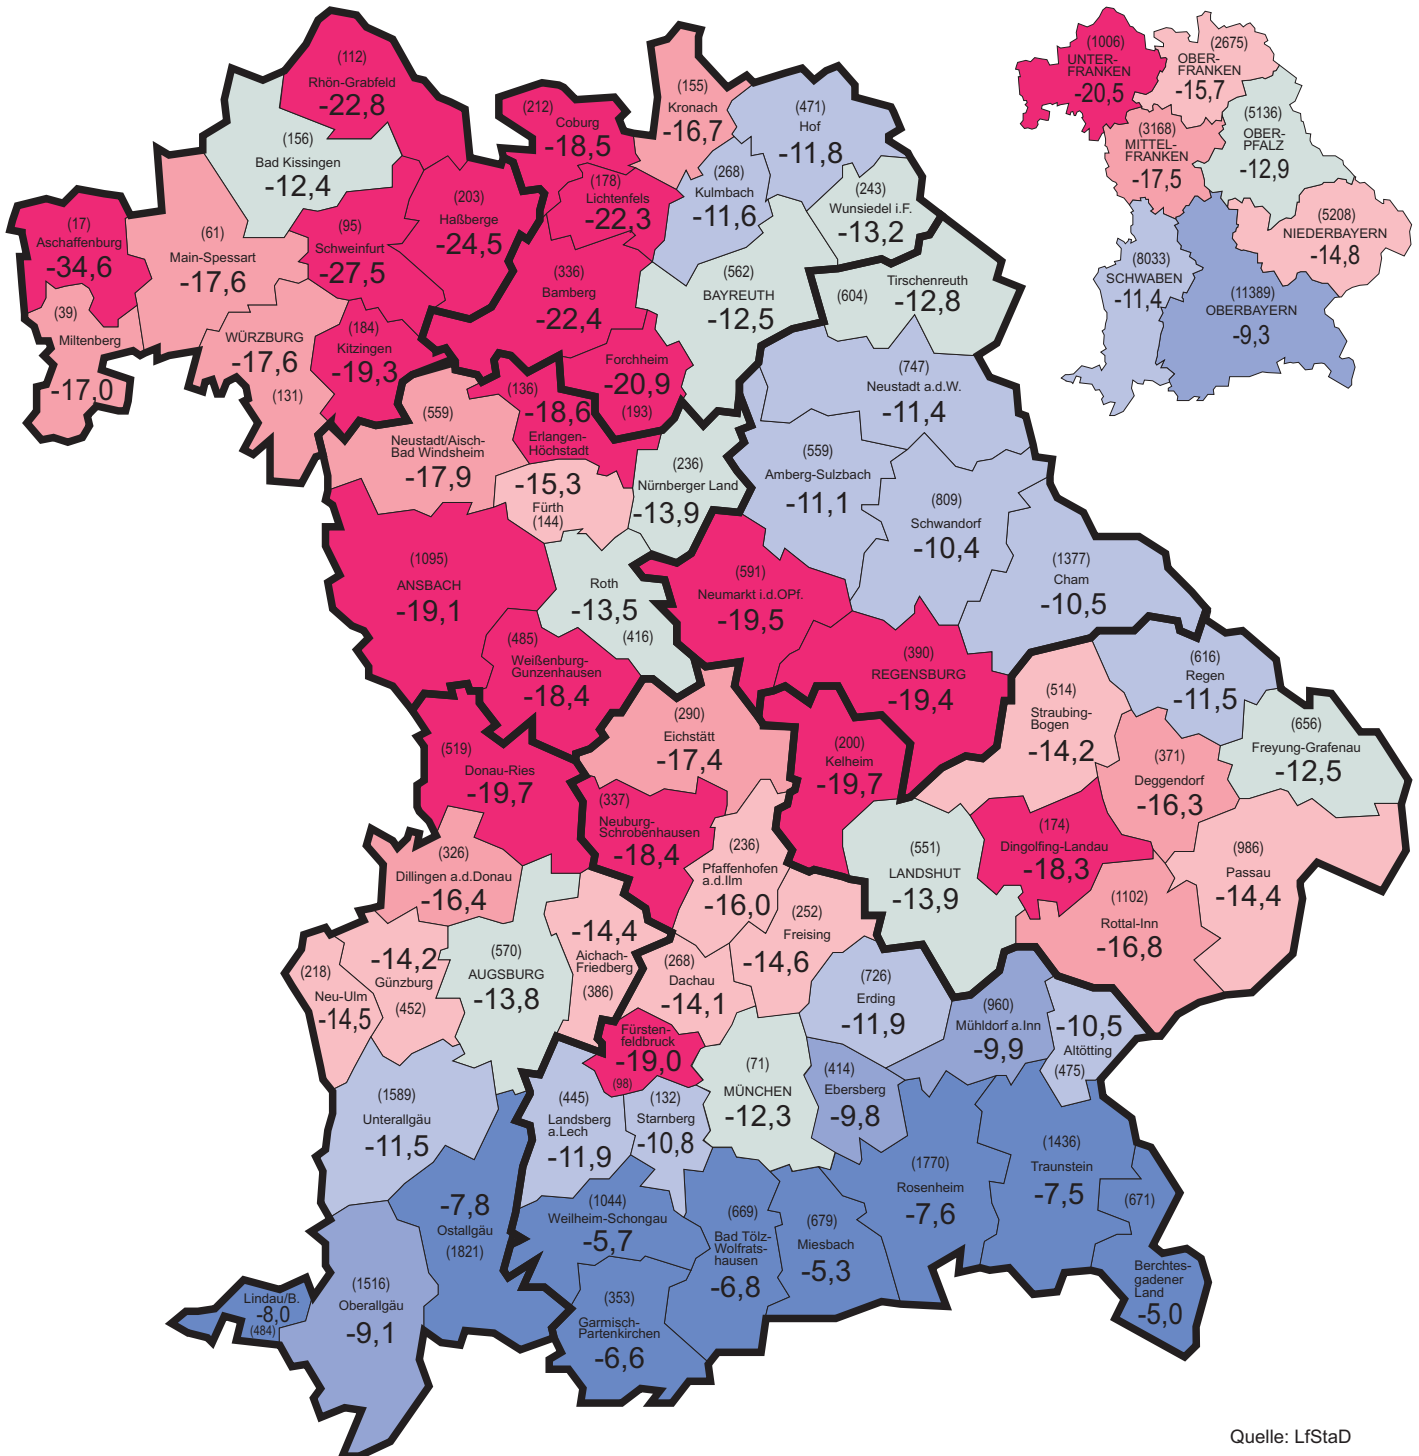 (112)
Rhön-Grabfeld
-22,8
(156)
Bad Kissingen
-12,4
(17)
Aschaffenburg
-34,6
(61)
Main-Spessart
-17,6
(95)
Schweinfurt
-27,5
(203)
Haßberge
-24,5
(39)
Miltenberg
-17,0
WÜRZBURG
-17,6
(131)
(184)
Kitzingen
-19,3
(212)
Coburg
-18,5
(155)
Kronach
-16,7
(471)
Hof
-11,8
(178)
Lichtenfels
-22,3
(268)
Kulmbach
-11,6
(243)
Wunsiedel i.F.
-13,2
(336)
Bamberg
-22,4
(562)
BAYREUTH
-12,5
Forchheim
-20,9
(193)
(604)
Tirschenreuth
-12,8
(747)
Neustadt a.d.W.
-11,4
(559)
Amberg-Sulzbach
-11,1
(809)
Schwandorf
-10,4
(1377)
Cham
-10,5
(591)
Neumarkt i.d.OPf.
-19,5
(390)
REGENSBURG
-19,4
(559)
Neustadt/Aisch-
Bad Windsheim
-17,9
(136)
-18,6
Erlangen-
Höchstadt
-15,3
Fürth
(144)
(236)
Nürnberger Land
-13,9
(1095)
ANSBACH
-19,1
Roth
-13,5
(416)
(485)
Weißenburg-
Gunzenhausen
-18,4
(514)
Straubing-
Bogen
-14,2
(616)
Regen
-11,5
(656)
Freyung-Grafenau
-12,5
(371)
Deggendorf
-16,3
(200)
Kelheim
-19,7
(551)
LANDSHUT
-13,9
(174)
Dingolfing-Landau
-18,3
(986)
Passau
-14,4
(1102)
Rottal-Inn
-16,8
(519)
Donau-Ries
-19,7
(326)
Dillingen a.d.Donau
-16,4
(218)
Neu-Ulm
-14,5
-14,2
Günzburg
(452)
(570)
AUGSBURG
-13,8
-14,4
Aichach-
Friedberg
(386)
(1589)
Unterallgäu
-11,5
-7,8
Ostallgäu
(1821)
Lindau/B.
-8,0
(484)
(1516)
Oberallgäu
-9,1
(290)
Eichstätt
-17,4
(337)
Neuburg-
Schrobenhausen
-18,4
(236)
Pfaffenhofen
a.d.Ilm
-16,0
(252)
Freising
-14,6
(268)
Dachau
-14,1
Fürsten-
feldbruck
-19,0
(98)
(71)
MÜNCHEN
-12,3
(726)
Erding
-11,9
(960)
Mühldorf a.Inn
-9,9
-10,5
Altötting
(475)
(414)
Ebersberg
-9,8
(445)
Landsberg
a.Lech
-11,9
(132)
Starnberg
-10,8
(1044)
Weilheim-Schongau
-5,7
(353)
Garmisch-
Partenkirchen
-6,6
(669)
Bad Tölz-
Wolfrats-
hausen
-6,8
(679)
Miesbach
-5,3
(1770)
Rosenheim
-7,6
(1436)
Traunstein
-7,5
(671)
Berchtes-
gadener
Land
-5,0
(1006)
UNTER-
FRANKEN
-20,5
(2675)
OBER-
FRANKEN
-15,7
(3168)
MITTEL-
FRANKEN
-17,5
(5136)
OBER-
PFALZ
-12,9
(5208)
NIEDERBAYERN
-14,8
(8033)
SCHWABEN
-11,4
(11389)
OBERBAYERN
-9,3
Quelle: LfStaD